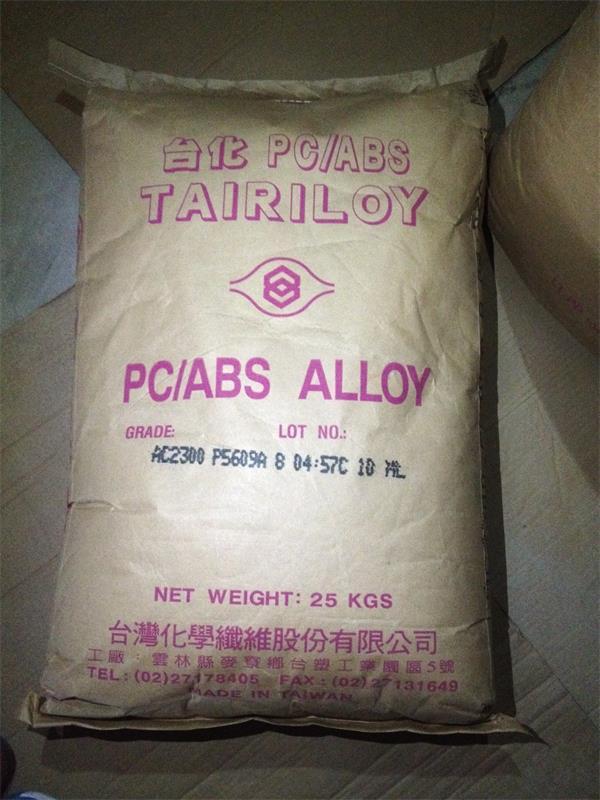 台化 PC/ABS
TAIRILOY
PC/ABS ALLOY
GRADE: LOT NO.:
AC2300 P5609A 8 04:57C 10
NET WEIGHT: 25 KGS
台灣化學纖維股份有限公司
工廠：雲林縣麥寮鄉台塑工業園區5號
TEL:(02)27178405 FAX:(02)27131649
MADE IN TAIWAN